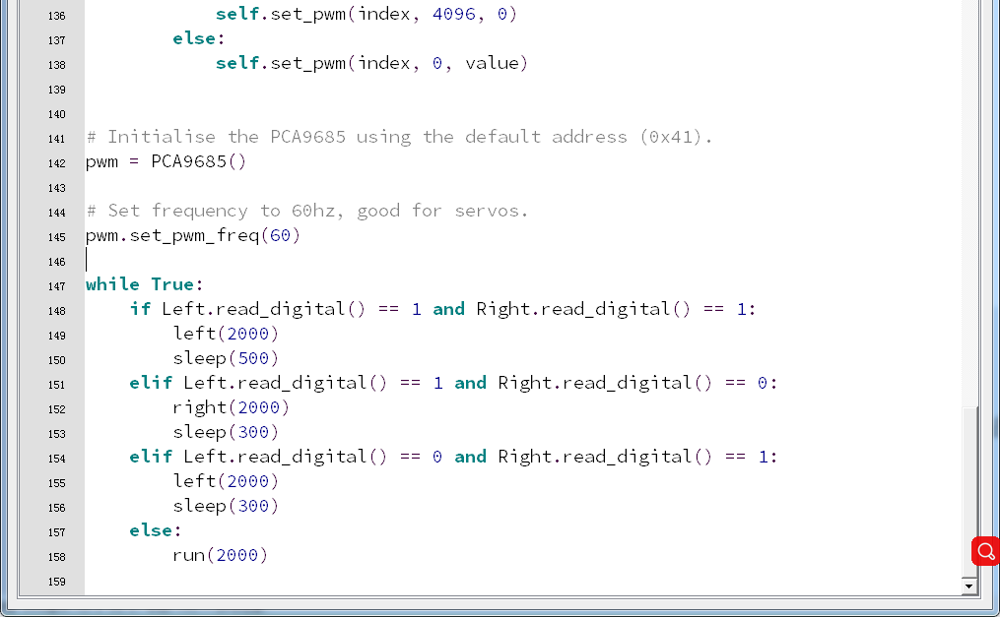 136 self.set_pwm(index, 4096, 0)
137 else:
138 self.set_pwm(index, 0, value)
139
140
141 # Initialise the PCA9685 using the default address (0x41).
142 pwm = PCA9685()
143
144 # Set frequency to 60hz, good for servos.
145 pwm.set_pwm_freq(60)
146
147 while True:
148 if Left.read_digital() == 1 and Right.read_digital() == 1:
149 left(2000)
150 sleep(500)
151 elif Left.read_digital() == 1 and Right.read_digital() == 0:
152 right(2000)
153 sleep(300)
154 elif Left.read_digital() == 0 and Right.read_digital() == 1:
155 left(2000)
156 sleep(300)
157 else:
158 run(2000)
159